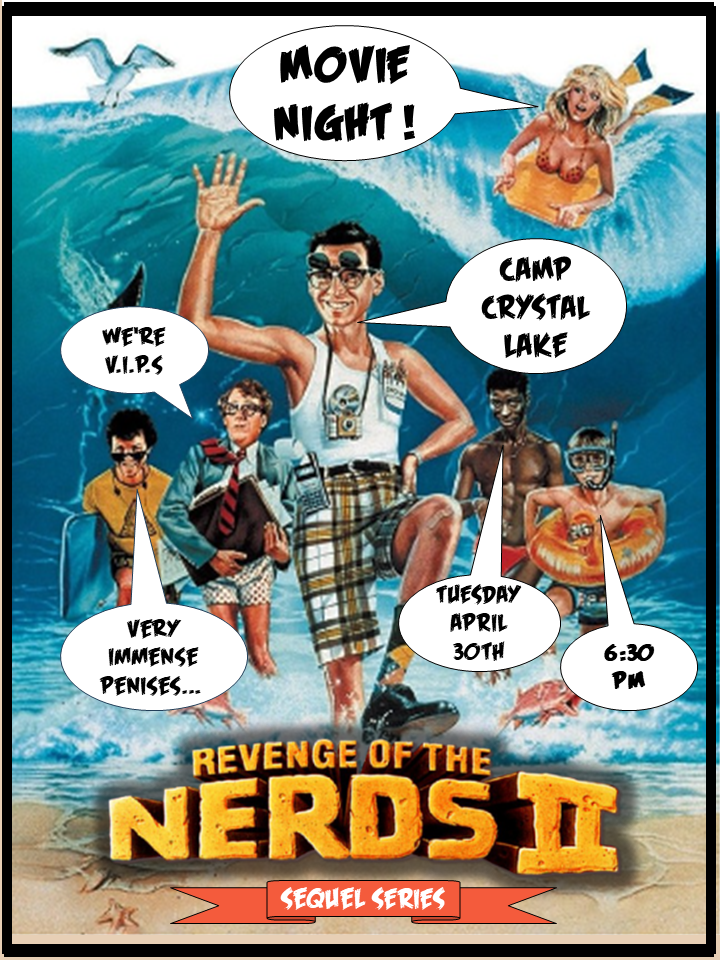 MOVIE
NIGHT !
CAMP
CRYSTAL
LAKE
WE'RE
V.I.P.S
VERY
IMMENSE
PENISES...
TUESDAY
APRIL
30TH
6:30
PM
REVENGE OF THE
NERDS II
SEQUEL SERIES